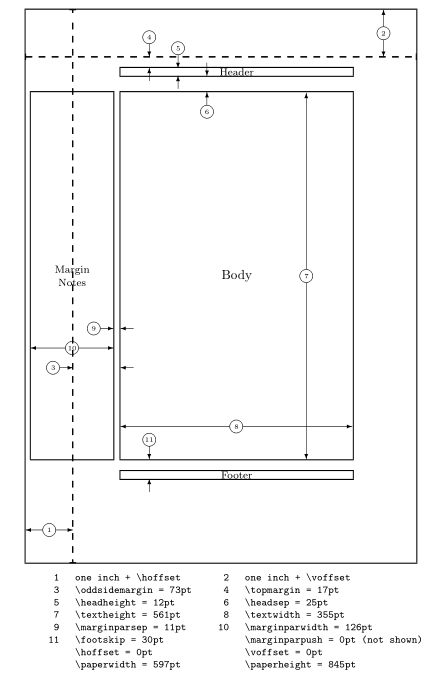 4
5
2
Header
6
Margin
Notes
Body
7
9
10
3
8
11
Footer
1
1 one inch + \hoffset 2 one inch + \voffset
3 \oddsidemargin = 73pt 4 \topmargin = 17pt
5 \headheight = 12pt 6 \headsep = 25pt
7 \textheight = 561pt 8 \textwidth = 355pt
9 \marginparsep = 11pt 10 \marginparwidth = 126pt
11 \footskip = 30pt \marginparpush = 0pt (not shown)
\hoffset = 0pt \voffset = 0pt
\paperwidth = 597pt \paperheight = 845pt